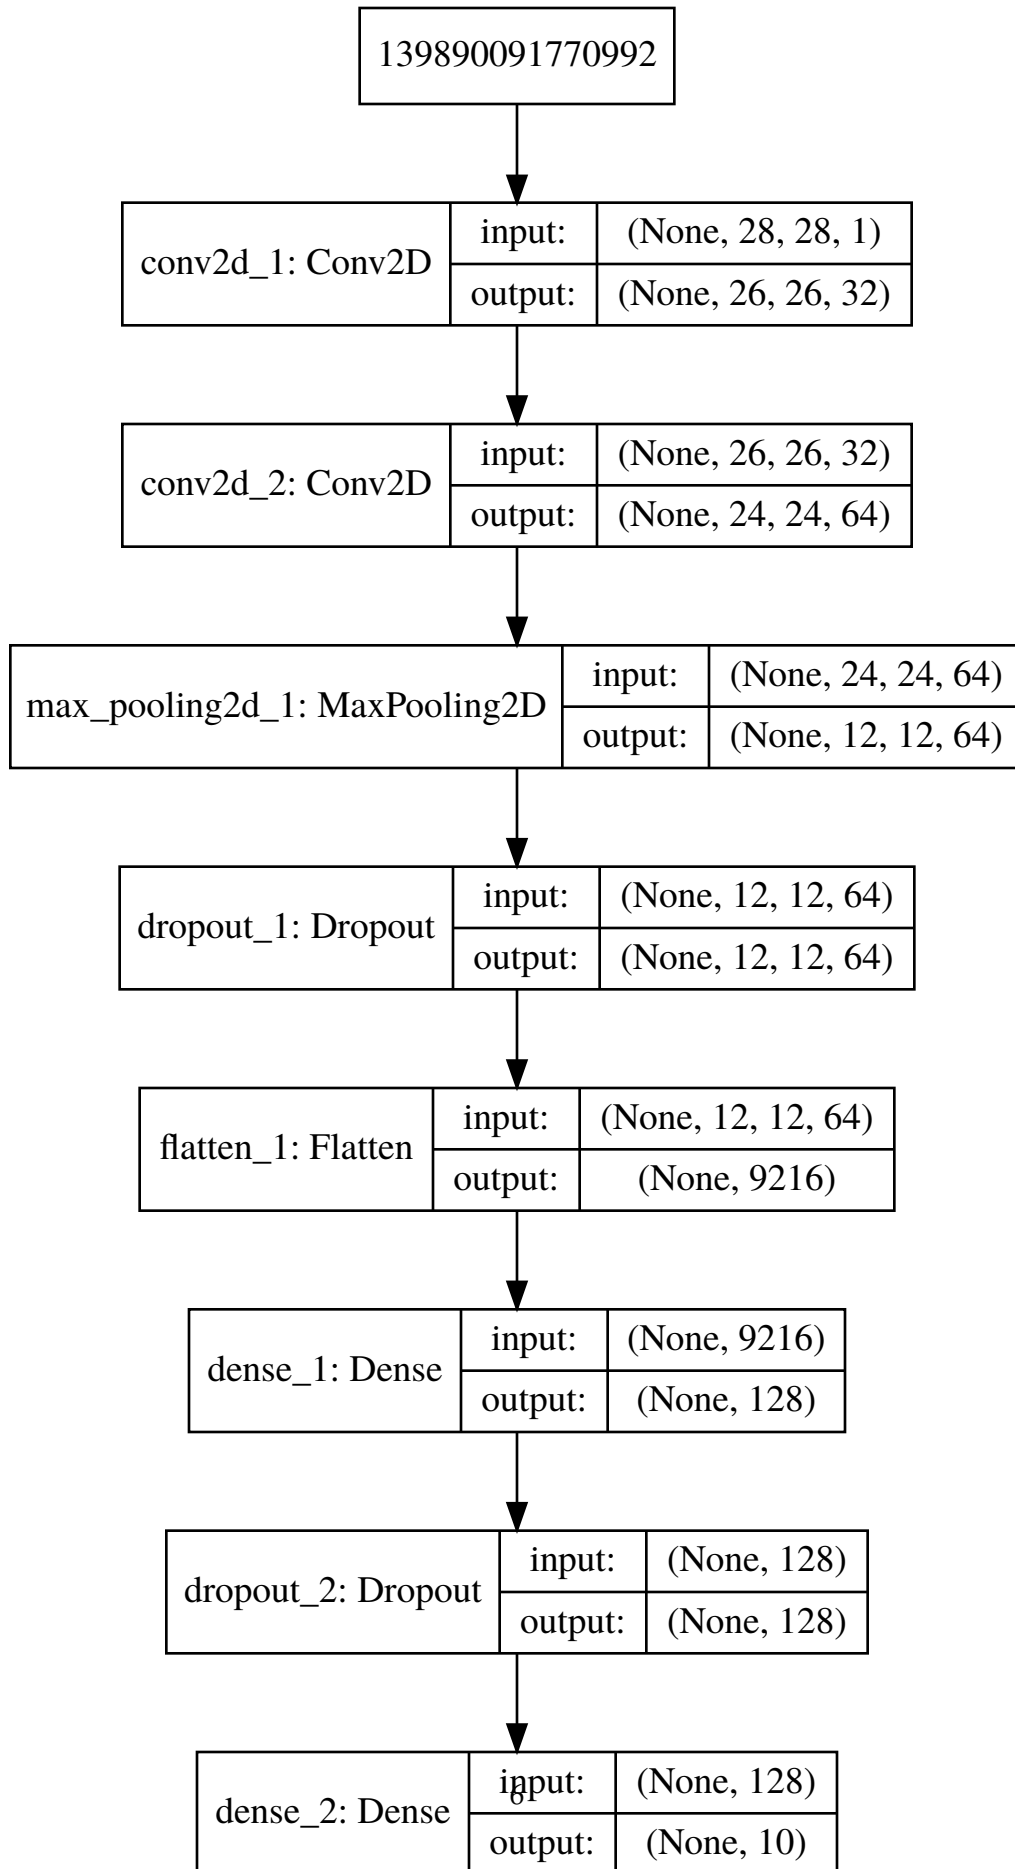 139890091770992
conv2d_1: Conv2D
input:
(None, 28, 28, 1)
output:
(None, 26, 26, 32)
conv2d_2: Conv2D
input:
(None, 26, 26, 32)
output:
(None, 24, 24, 64)
max_pooling2d_1: MaxPooling2D
input:
(None, 24, 24, 64)
output:
(None, 12, 12, 64)
dropout_1: Dropout
input:
(None, 12, 12, 64)
output:
(None, 12, 12, 64)
flatten_1: Flatten
input:
(None, 12, 12, 64)
output:
(None, 9216)
dense_1: Dense
input:
(None, 9216)
output:
(None, 128)
dropout_2: Dropout
input:
(None, 128)
output:
(None, 128)
dense_2: Dense
input:
(None, 128)
6
output:
(None, 10)